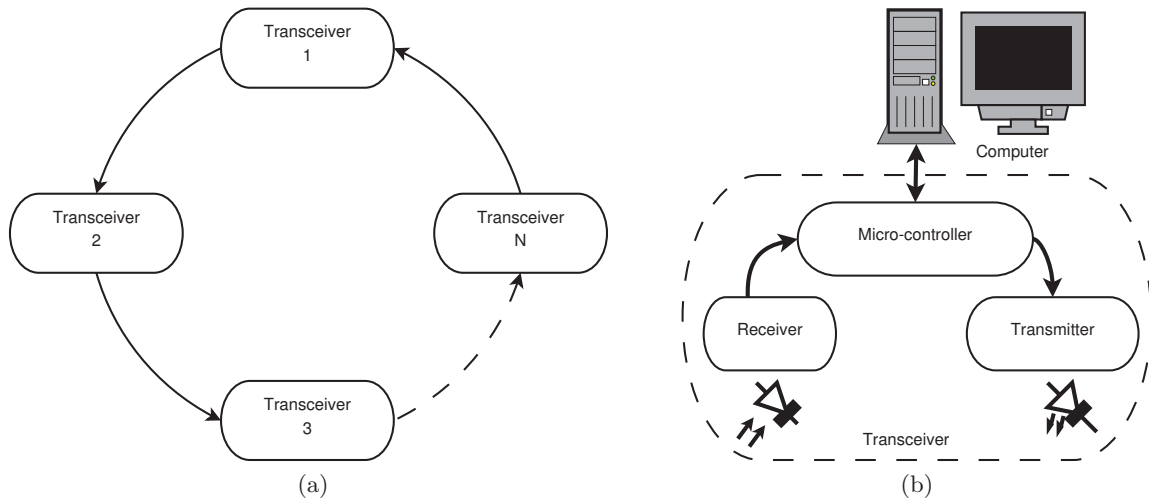 Transceiver
1
Transceiver
2
Transceiver
N
Transceiver
3
(a)
Computer
Micro-controller
Receiver
Transmitter
Transceiver
(b)